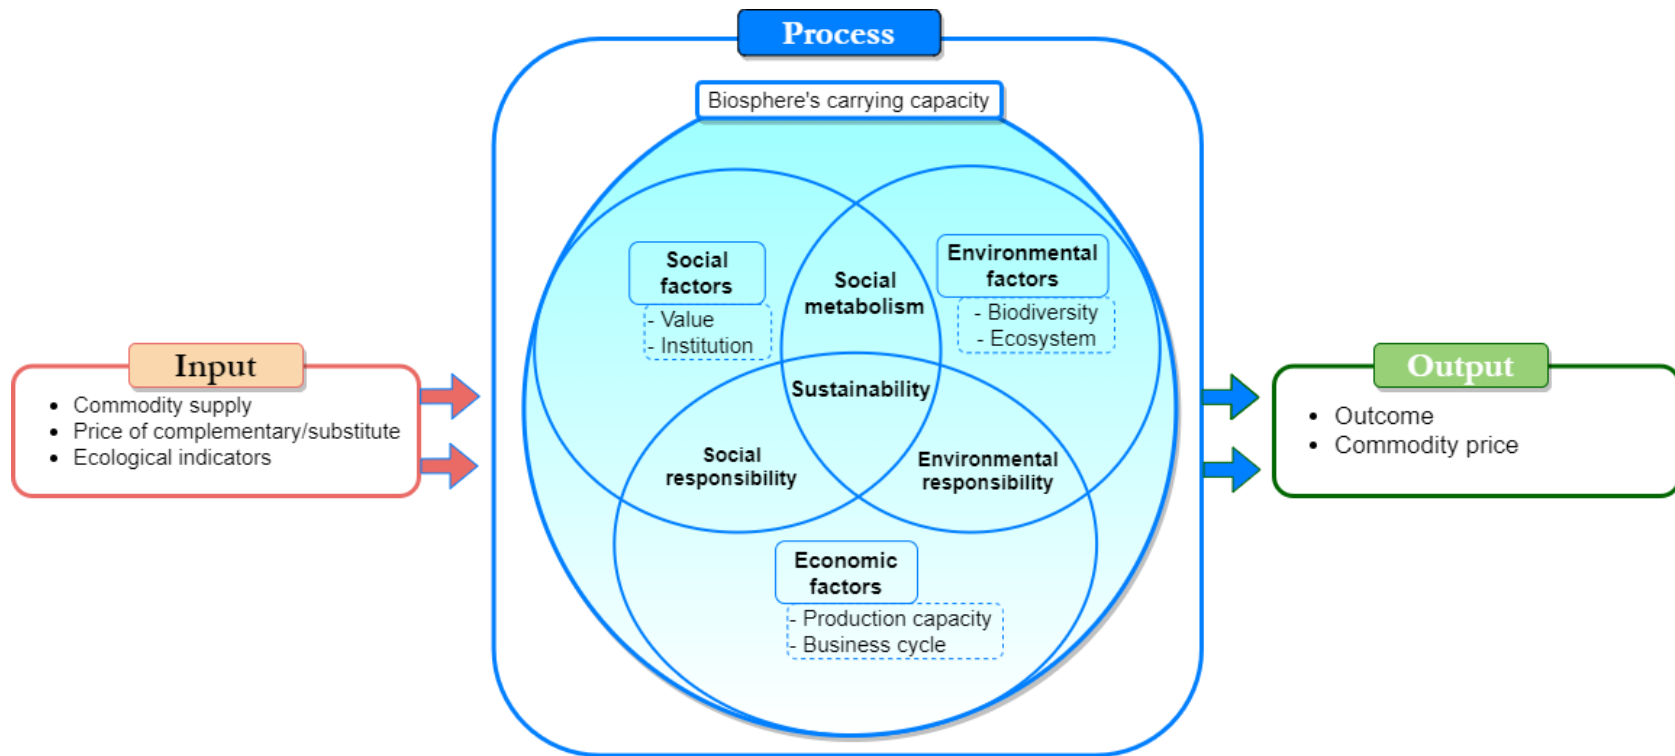 Process
Biosphere's carrying capacity
Social
factors
- Value
- Institution
Social
metabolism
Environmental
factors
- Biodiversity
- Ecosystem
Sustainability
Social
responsibility
Environmental
responsibility
Economic
factors
- Production capacity
- Business cycle
Input
• Commodity supply
• Price of complementary/substitute
• Ecological indicators
Output
• Outcome
• Commodity price